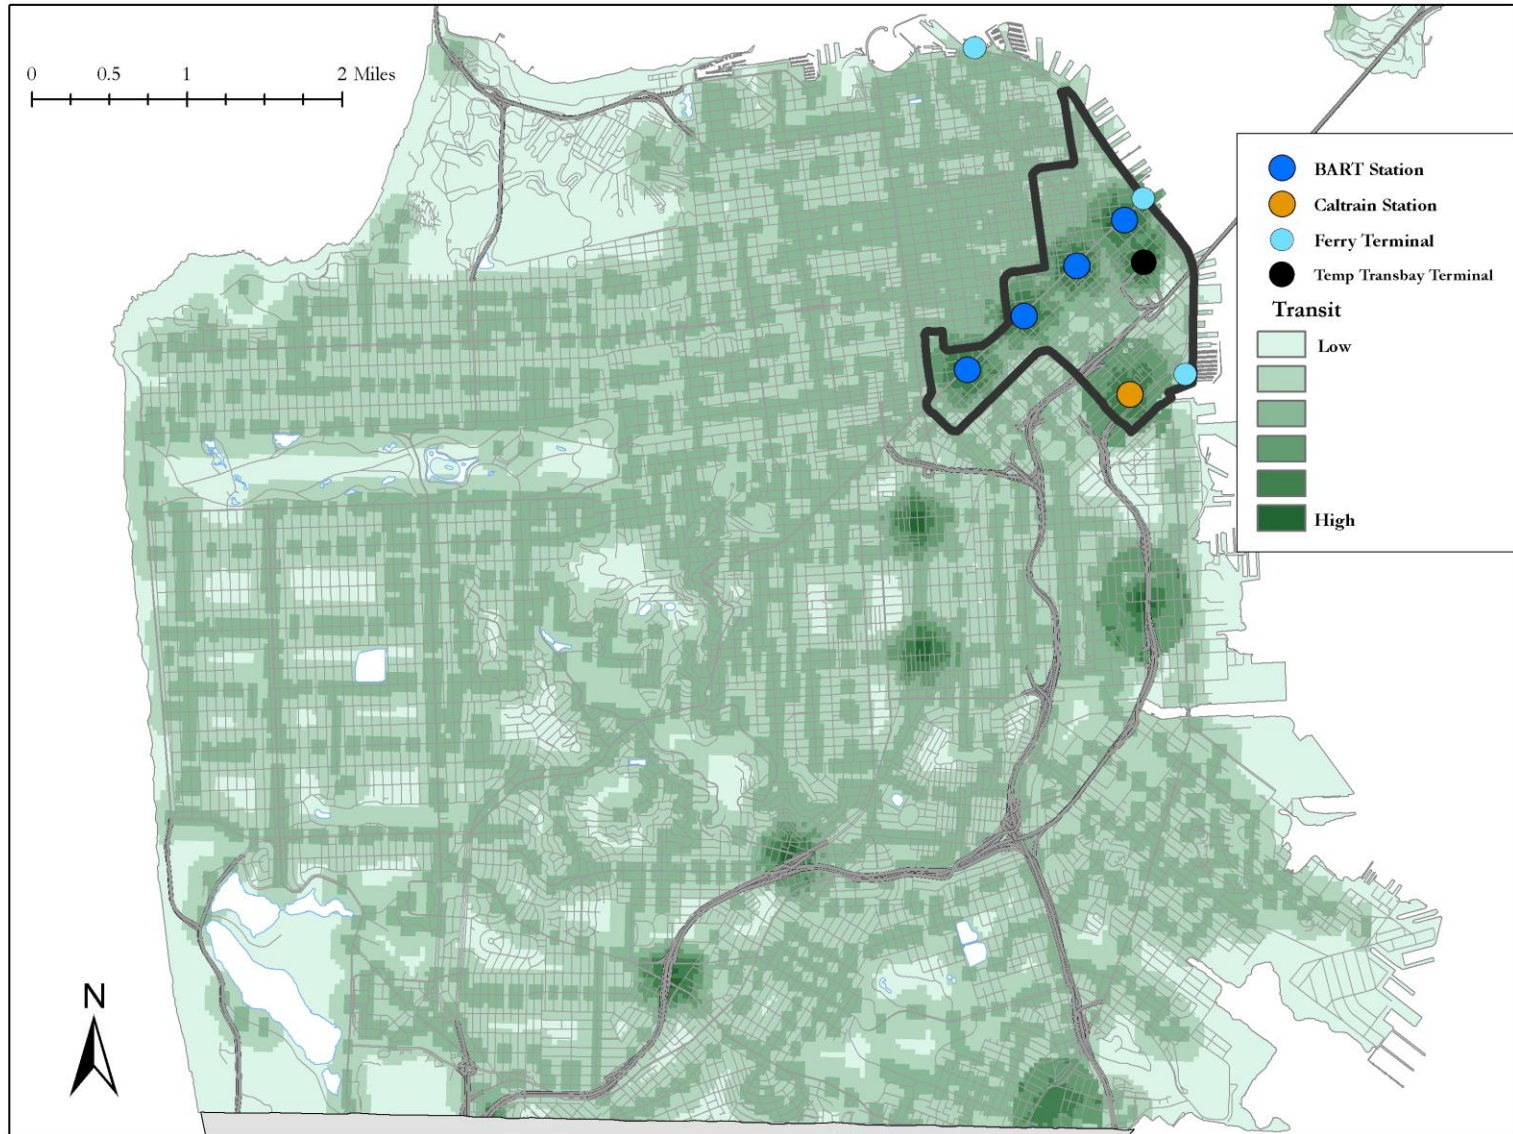 0 0.5 1 2 Miles
BART Station
Caltrain Station
Ferry Terminal
Temp Transbay Terminal
Transit
Low
High
N